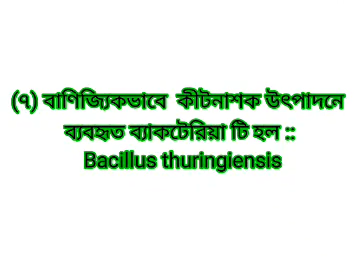 (৭) বাণিজ্যিকভাবে কীটনাশক উৎপাদনে
ব্যবহৃত ব্যাকটেরিয়া টি হল ::
Bacillus thuringiensis